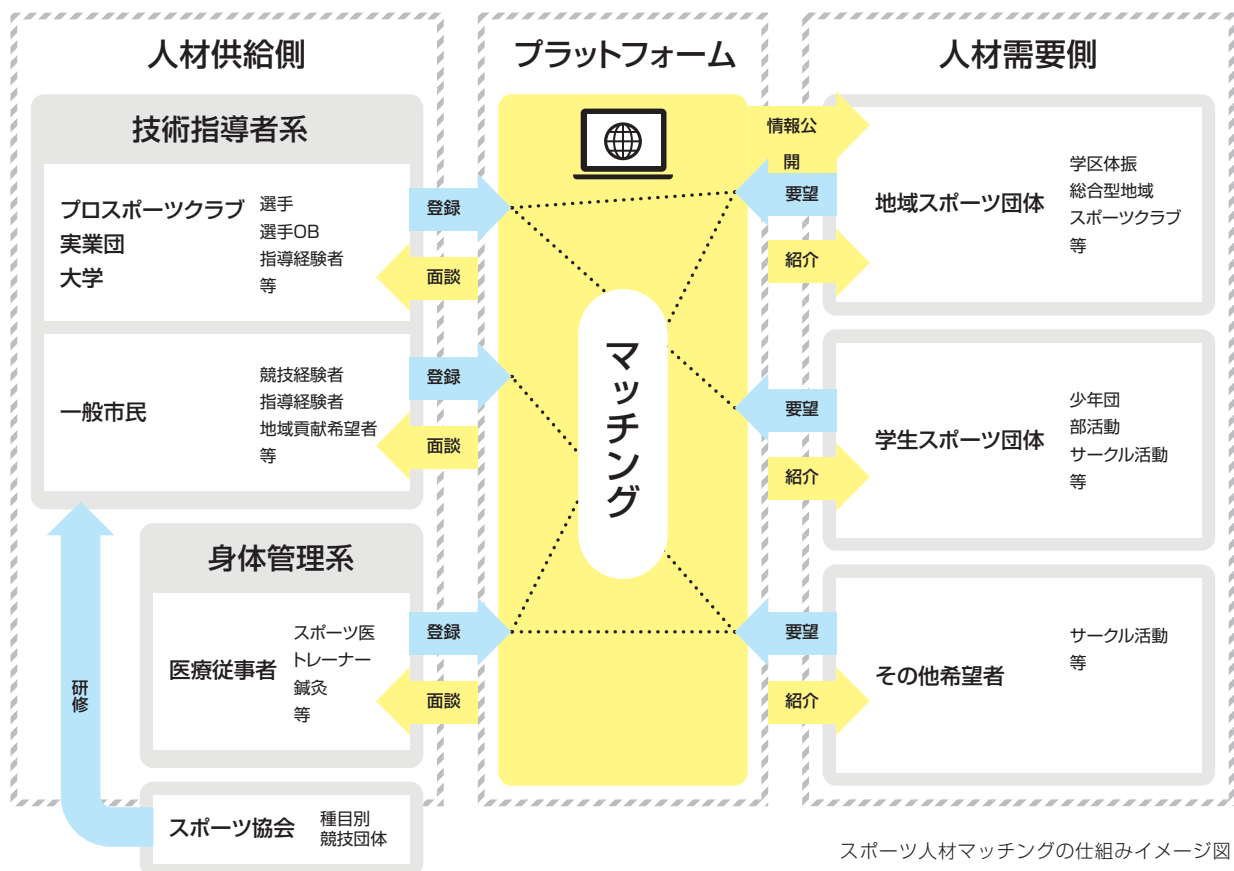 人材供給側
技術指導者系
プロスポーツクラブ
実業団
大学
選手
選手OB
指導経験者
等
登録
面談
一般市民
競技経験者
指導経験者
地域貢献希望者
等
登録
面談
身体管理系
医療従事者
スポーツ医
トレーナー
鍼灸
等
登録
面談
研修
スポーツ協会
種目別
競技団体
プラットフォーム
マッチング
人材需要側
情報公
開
要望
紹介
地域スポーツ団体
学区体振
総合型地域
スポーツクラブ
等
要望
紹介
学生スポーツ団体
少年団
部活動
サークル活動
等
要望
紹介
その他希望者
サークル活動
等
スポーツ人材マッチングの仕組みイメージ図